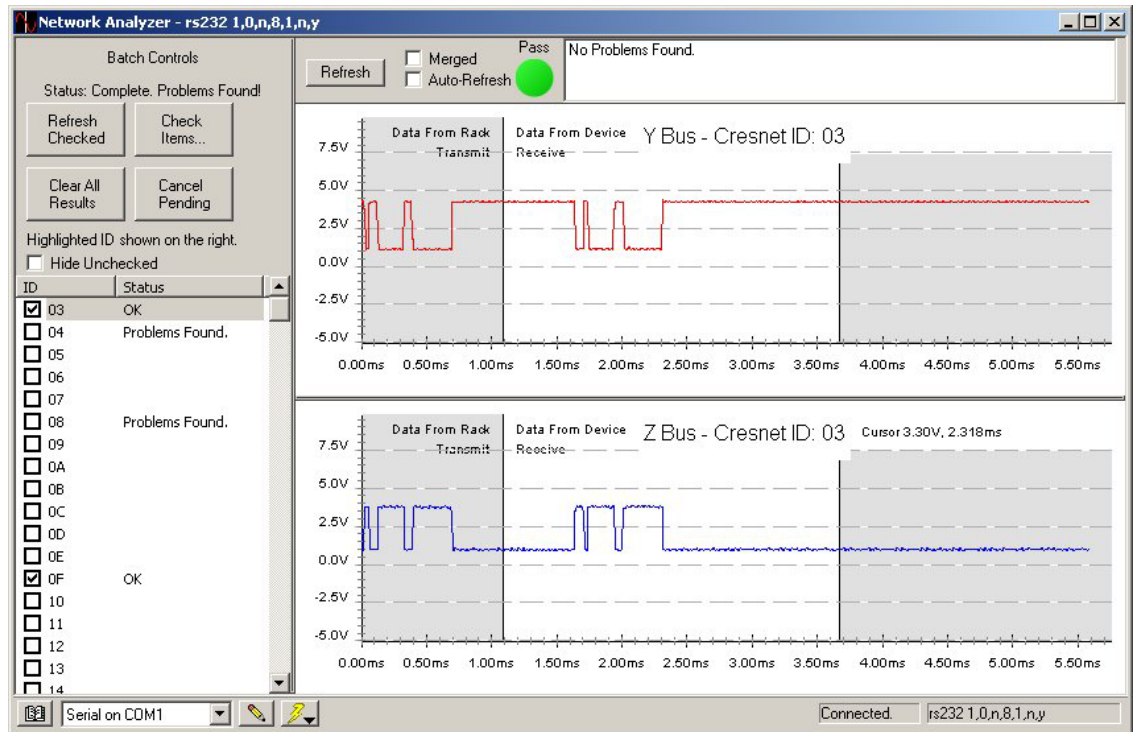 Network Analyzer - rs232 1,0,n,8,1,n,y
Batch Controls
Status: Complete. Problems Found!
Refresh Checked
Check Items...
Clear All Results
Cancel Pending
Highlighted ID shown on the right.
Hide Unchecked
ID Status
03 OK
04 Problems Found.
05
06
07
08 Problems Found.
09
0A
0B
0C
0D
0E
0F OK
10
11
12
13
14
Refresh
Merged
Auto-Refresh
Pass
No Problems Found.
Data From Rack Data From Device Y Bus - Cresnet ID: 03
Transmit Receive
7.5V
5.0V
2.5V
0.0V
-2.5V
-5.0V
0.00ms 0.50ms 1.00ms 1.50ms 2.00ms 2.50ms 3.00ms 3.50ms 4.00ms 4.50ms 5.00ms 5.50ms
Data From Rack Data From Device Z Bus - Cresnet ID: 03 Cursor 3.30V, 2.318ms
Transmit Receive
7.5V
5.0V
2.5V
0.0V
-2.5V
-5.0V
0.00ms 0.50ms 1.00ms 1.50ms 2.00ms 2.50ms 3.00ms 3.50ms 4.00ms 4.50ms 5.00ms 5.50ms
Serial on COM1
Connected.
rs232 1,0,n,8,1,n,y